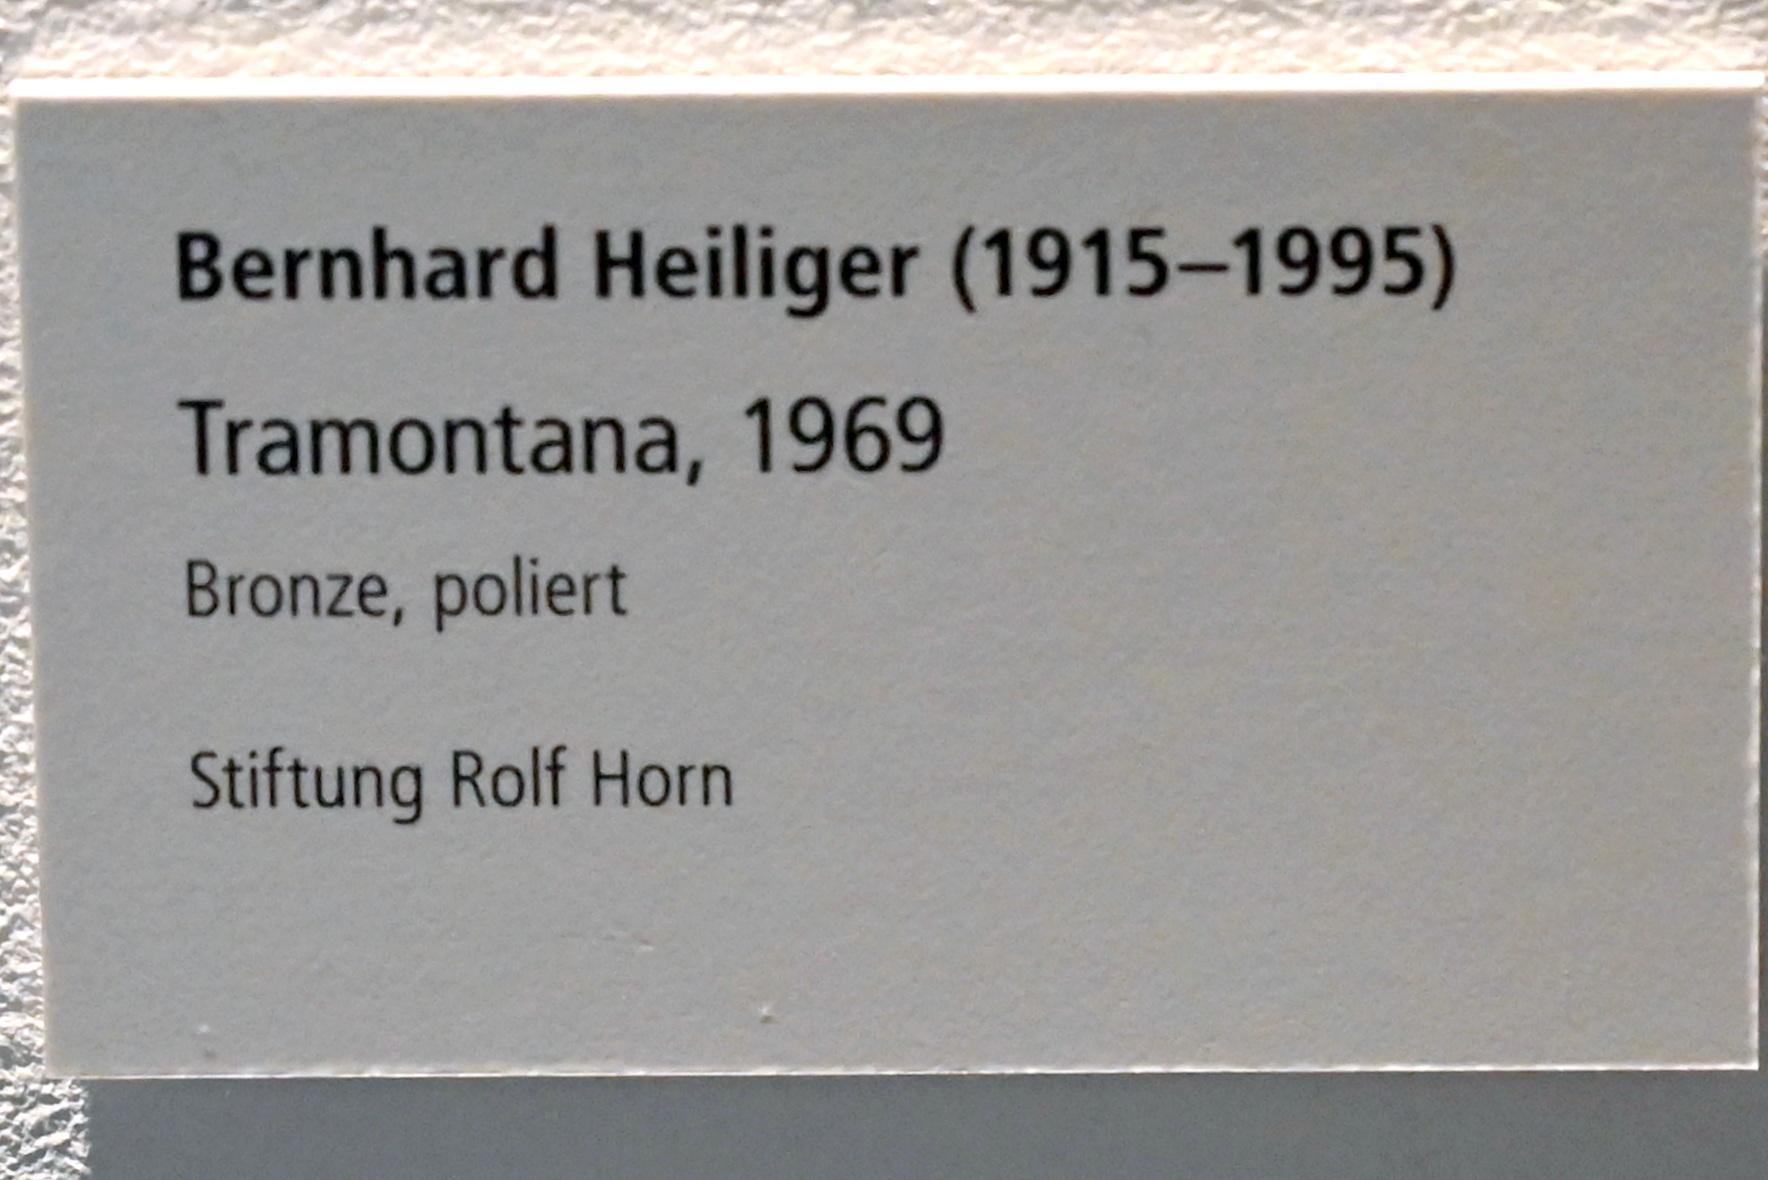 Bernhard Heiliger (1915–1995)
Tramontana, 1969
Bronze, poliert
Stiftung Rolf Horn